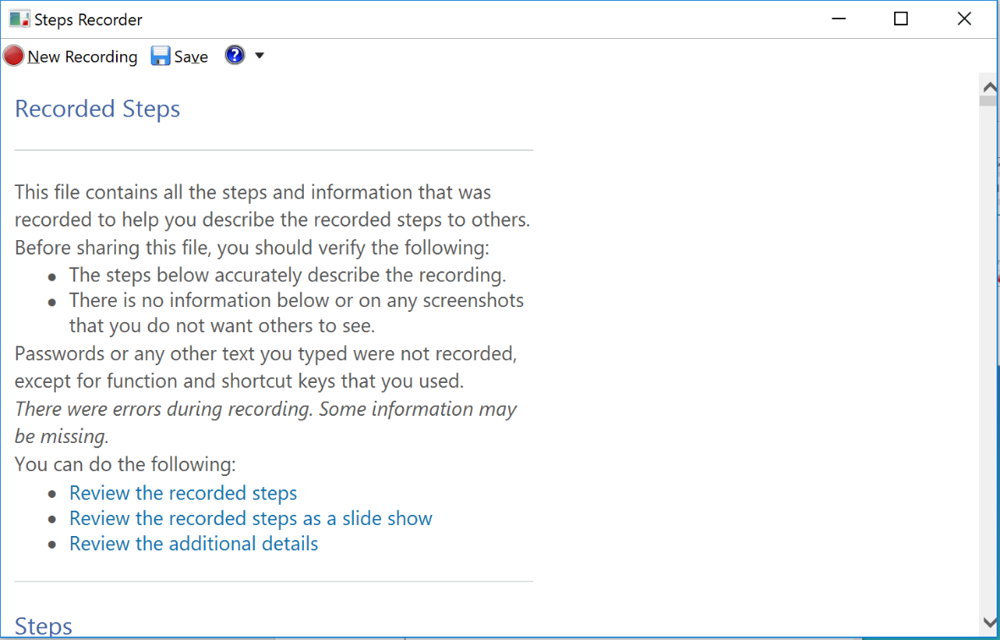 Steps Recorder
New Recording Save ?
Recorded Steps
This file contains all the steps and information that was
recorded to help you describe the recorded steps to others.
Before sharing this file, you should verify the following:
• The steps below accurately describe the recording.
• There is no information below or on any screenshots
that you do not want others to see.
Passwords or any other text you typed were not recorded,
except for function and shortcut keys that you used.
There were errors during recording. Some information may
be missing.
You can do the following:
• Review the recorded steps
• Review the recorded steps as a slide show
• Review the additional details
Steps